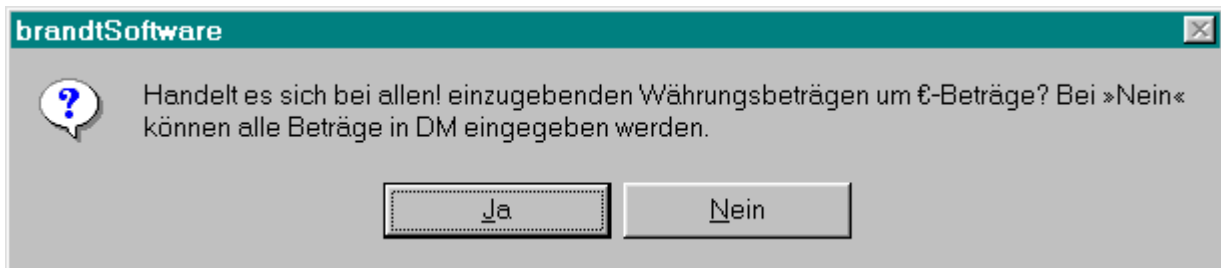 brandtSoftware
Handelt es sich bei allen! einzugebenden Währungsbeträgen um €-Beträge? Bei »Nein«
können alle Beträge in DM eingegeben werden.
Ja
Nein